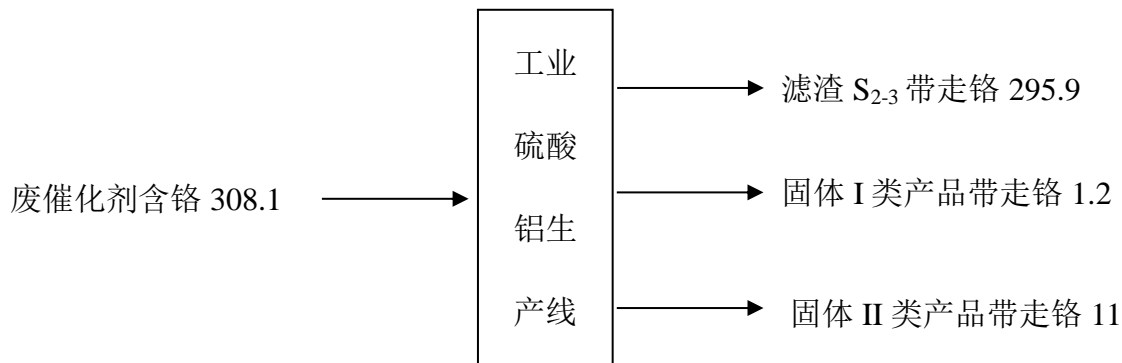 工业
硫酸
铝生
产线
废催化剂含铬 308.1
滤渣 S2-3 带走铬 295.9
固体 I 类产品带走铬 1.2
固体 II 类产品带走铬 11